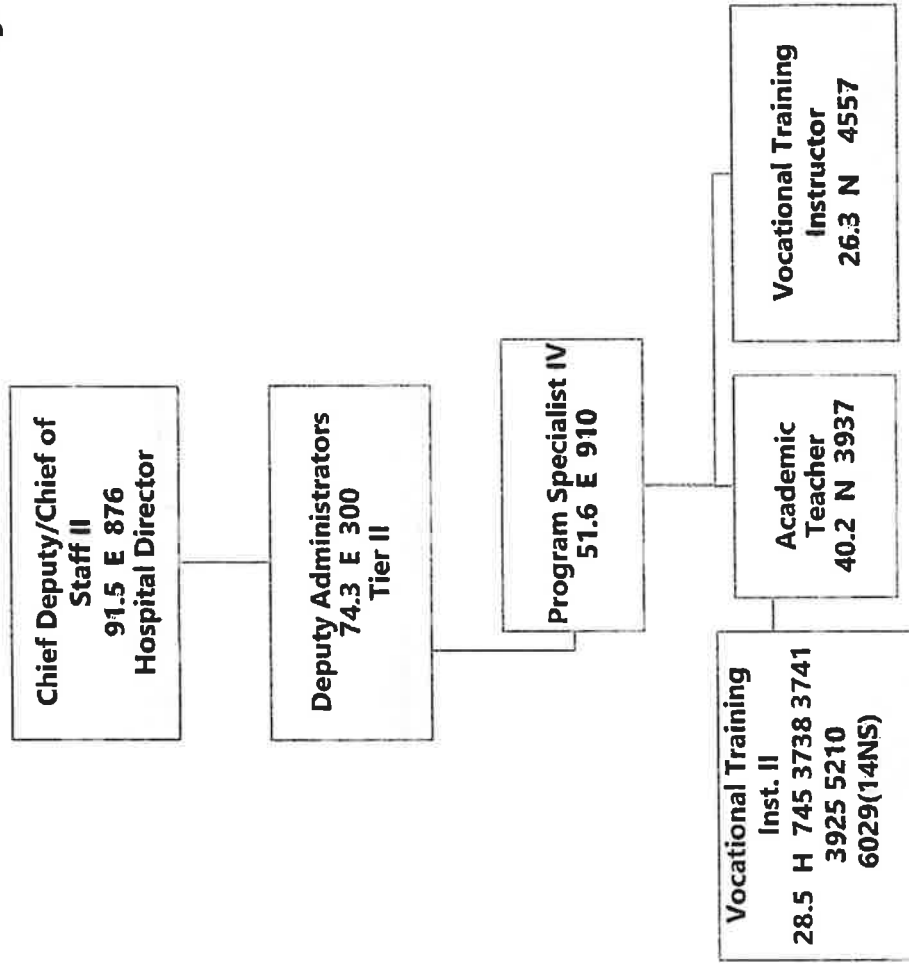 Chief Deputy/Chief of
Staff II
91.5 E 876
Hospital Director
Deputy Administrators
74.3 E 300
Tier II
Program Specialist IV
51.6 E 910
Vocational Training
Inst. II
28.5 H 745 3738 3741
3925 5210
6029(14NS)
Academic
Teacher
40.2 N 3937
Vocational Training
Instructor
26.3 N 4557